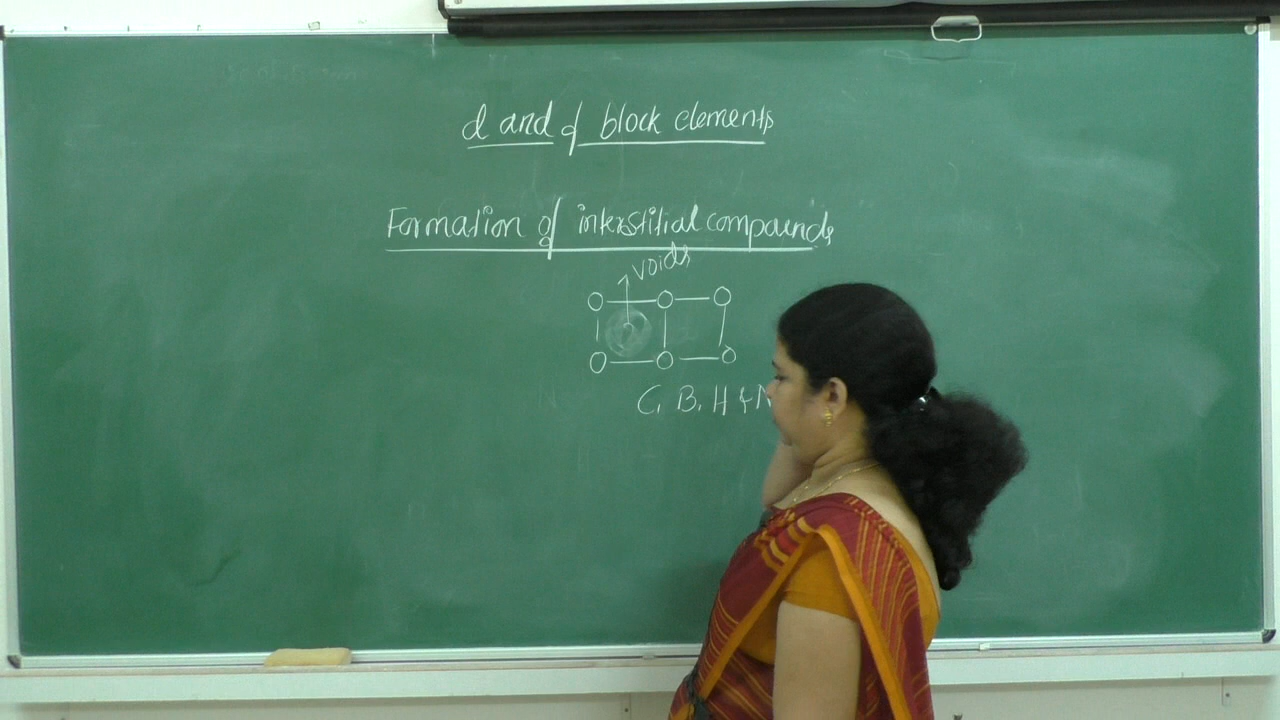 d and f block elements
Formation of interstitial compounds
voids
C, B, H & N